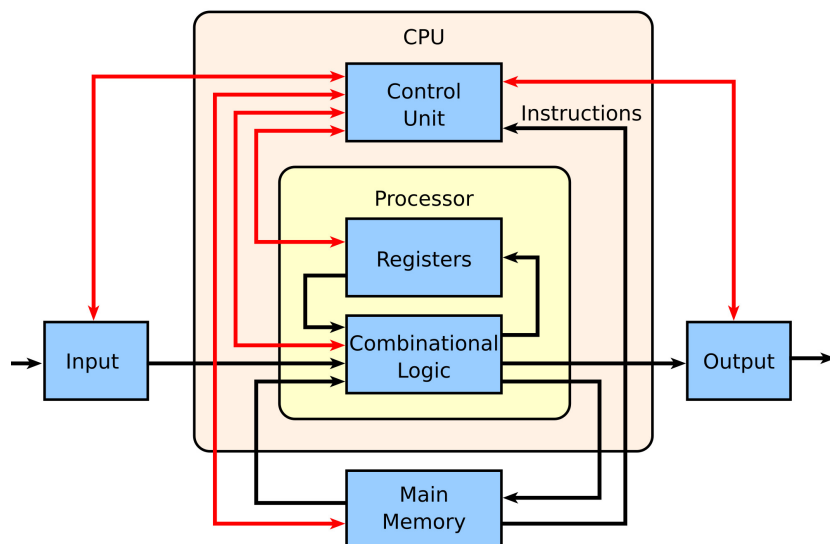 CPU
Control
Unit
Instructions
Processor
Registers
Combinational
Logic
Input
Output
Main
Memory